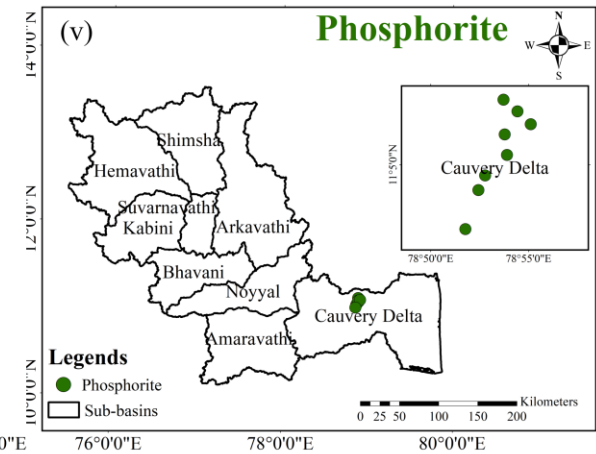 (v)
Phosphorite
N
W E
S
14°0'0"N
12°0'0"N
10°0'0"N
Shimsha
Hemavathi
Suvarnavathi
Kabini
Arkavathi
Bhavani
Noyyal
Cauvery Delta
Amaravathi
11°5'0"N
Cauvery Delta
78°50'0"E 78°55'0"E
Legends
Phosphorite
Sub-basins
Kilometers
0 25 50 100 150 200
0"E 76°0'0"E 78°0'0"E 80°0'0"E